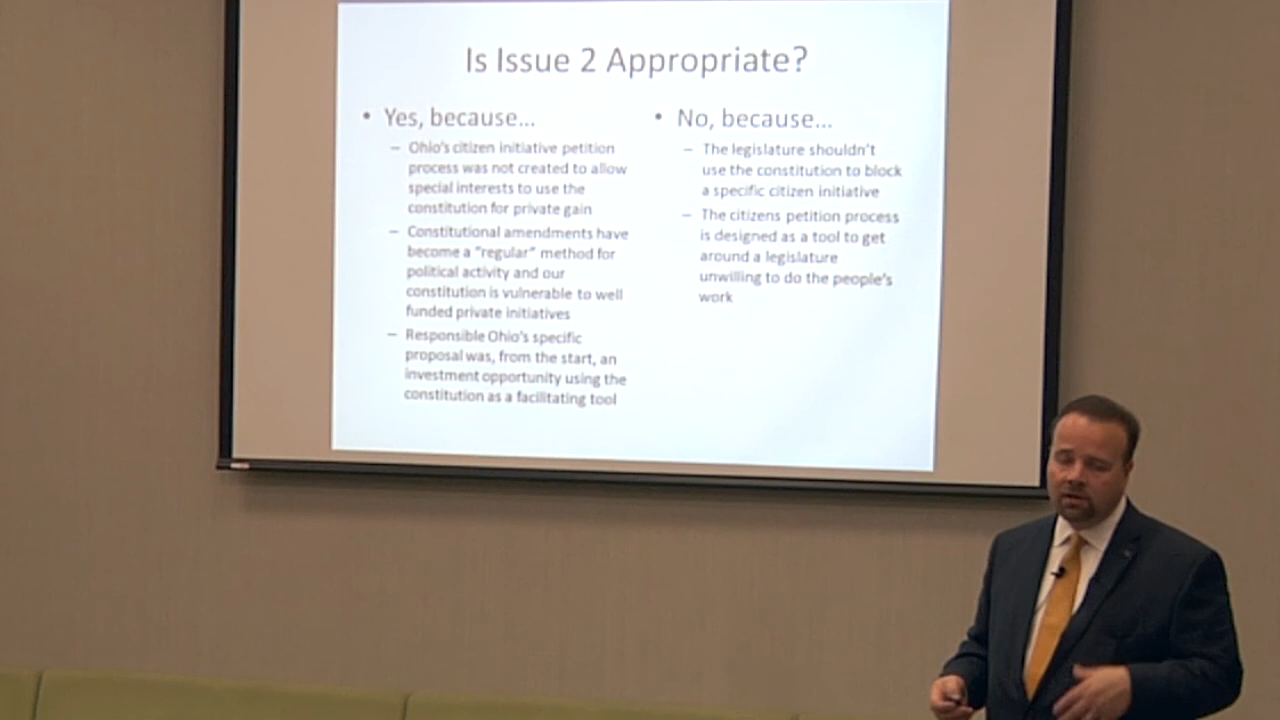 Is Issue 2 Appropriate?
• Yes, because...
– Ohio's citizen initiative petition
process was not created to allow
special interests to use the
constitution for private gain
– Constitutional amendments have
become a "regular" method for
political activity and our
constitution is vulnerable to well
funded private initiatives
– Responsible Ohio's specific
proposal was, from the start, an
investment opportunity using the
constitution as a facilitating tool
• No, because...
– The legislature shouldn't
use the constitution to block
a specific citizen initiative
– The citizens petition process
is designed as a tool to get
around a legislature
unwilling to do the people's
work